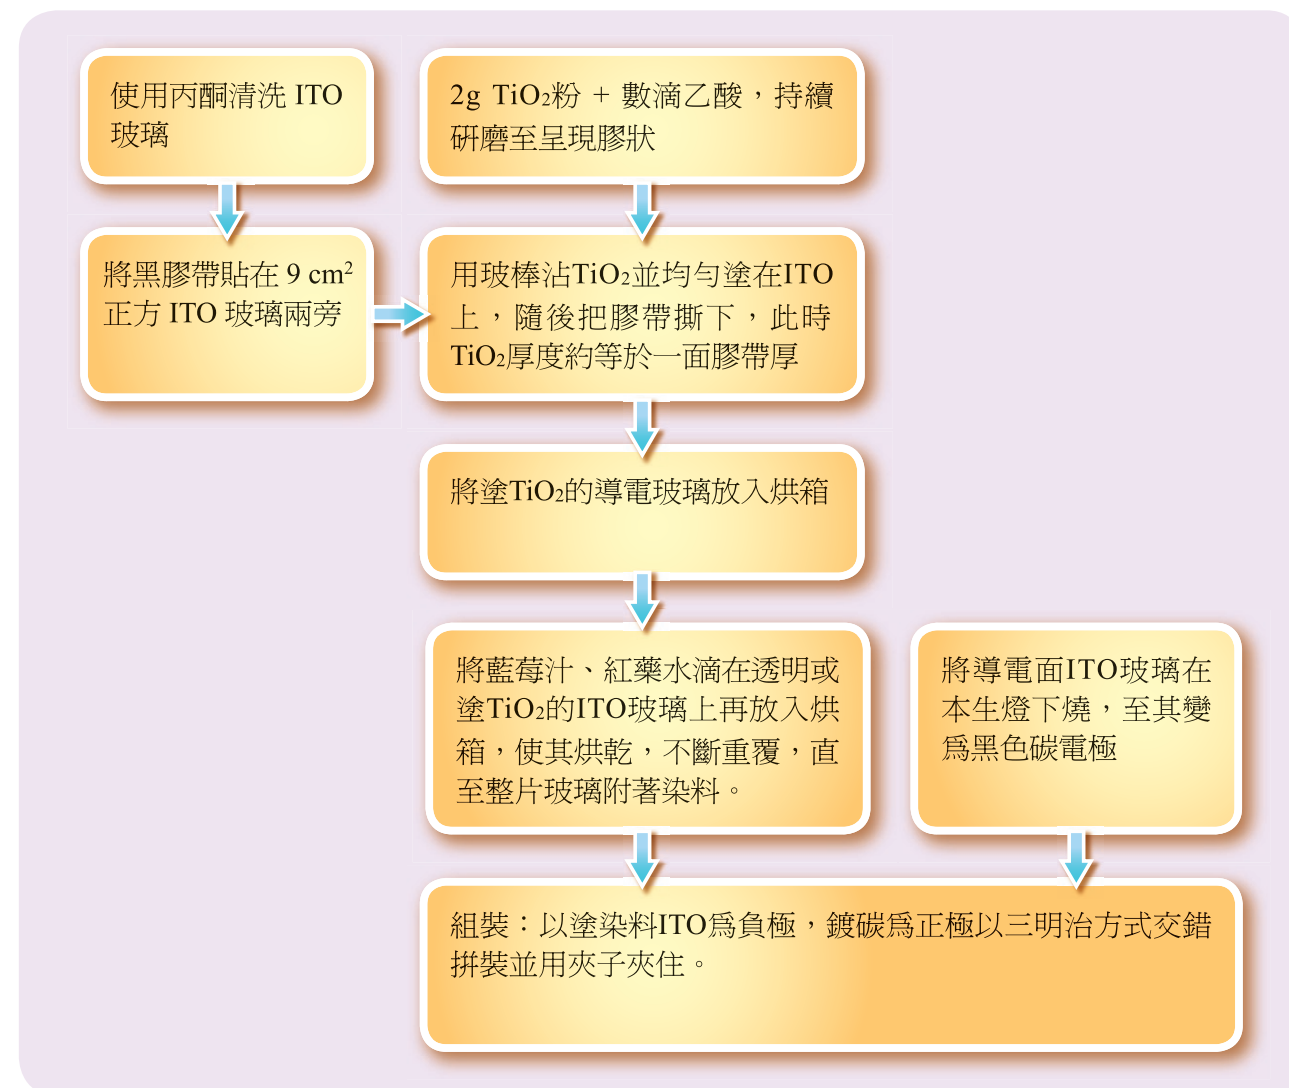 使用丙酮清洗 ITO
玻璃
2g TiO₂粉 + 數滴乙酸，持續
研磨至呈現膠狀
將黑膠帶貼在 9 cm²
正方 ITO 玻璃兩旁
用玻棒沾TiO₂並均勻塗在ITO
上，隨後把膠帶撕下，此時
TiO₂厚度約等於一面膠帶厚
將塗TiO₂的導電玻璃放入烘箱
將藍莓汁、紅藥水滴在透明或
塗TiO₂的ITO玻璃上再放入烘
箱，使其烘乾，不斷重覆，直
至整片玻璃附著染料。
將導電面ITO玻璃在
本生燈下燒，至其變
爲黑色碳電極
組裝：以塗染料ITO爲負極，鍍碳爲正極以三明治方式交錯
拼裝並用夾子夾住。